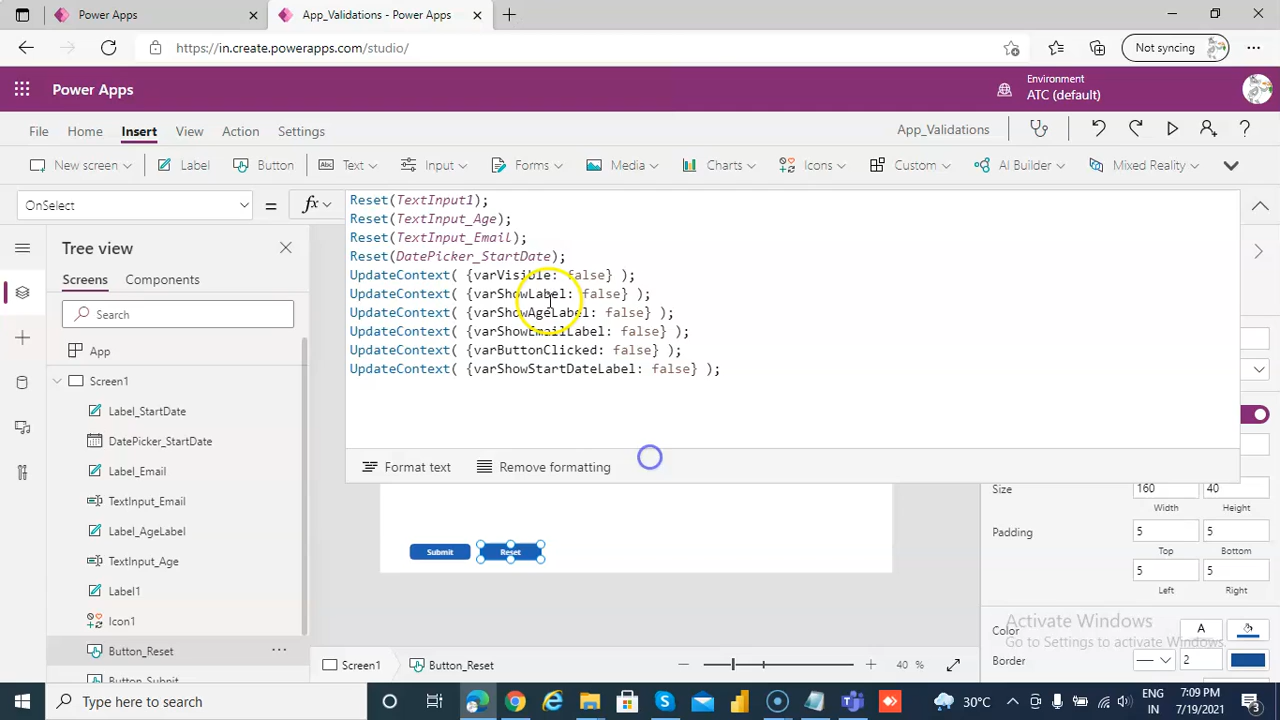 Power Apps
App_Validations - Power Apps
https://in.create.powerapps.com/studio/
Not syncing
Power Apps
Environment
ATC (default)
File
Home
Insert
View
Action
Settings
App_Validations
New screen
Label
Button
Abc
Text
Input
Forms
Media
Charts
Icons
Custom
AI Builder
Mixed Reality
OnSelect
=
fx
Reset(TextInput1);
Reset(TextInput_Age);
Reset(TextInput_Email);
Reset(DatePicker_StartDate);
UpdateContext( {varVisible: false} );
UpdateContext( {varShowLabel: false} );
UpdateContext( {varShowAgeLabel: false} );
UpdateContext( {varShowEmailLabel: false} );
UpdateContext( {varButtonClicked: false} );
UpdateContext( {varShowStartDateLabel: false} );
Format text
Remove formatting
Tree view
Screens
Components
Search
App
Screen1
Label_StartDate
DatePicker_StartDate
Label_Email
TextInput_Email
Label_AgeLabel
TextInput_Age
Label1
Icon1
Button_Reset
Button_Submit
Submit
Reset
Size
160
40
Width
Height
Padding
5
5
Top
Bottom
5
5
Left
Right
Color
A
Border
2
Activate Windows
Go to Settings to activate Windows.
Screen1
Button_Reset
40 %
Type here to search
30°C
ENG
IN
7:09 PM
7/19/2021
3